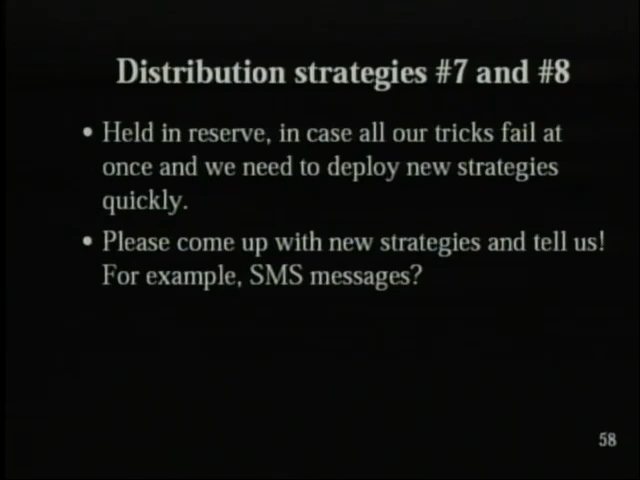 Distribution strategies #7 and #8
• Held in reserve, in case all our tricks fail at
once and we need to deploy new strategies
quickly.
• Please come up with new strategies and tell us!
For example, SMS messages?
58